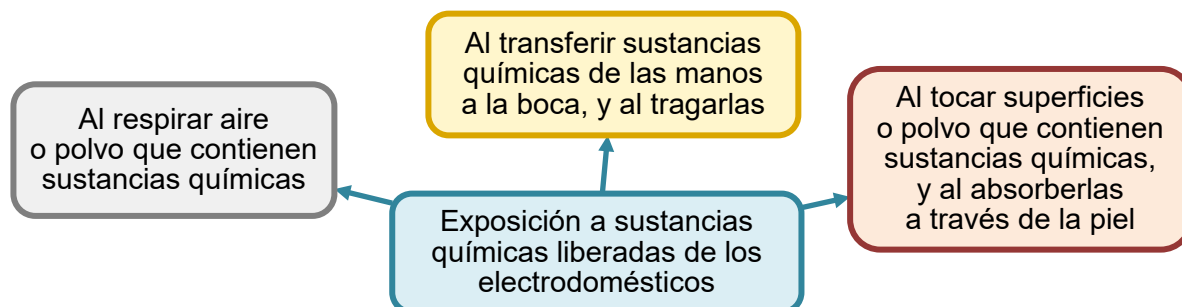 Al transferir sustancias
químicas de las manos
a la boca, y al tragarlas
Al respirar aire
o polvo que contienen
sustancias químicas
Al tocar superficies
o polvo que contienen
sustancias químicas,
y al absorberlas
a través de la piel
Exposición a sustancias
químicas liberadas de los
electrodomésticos